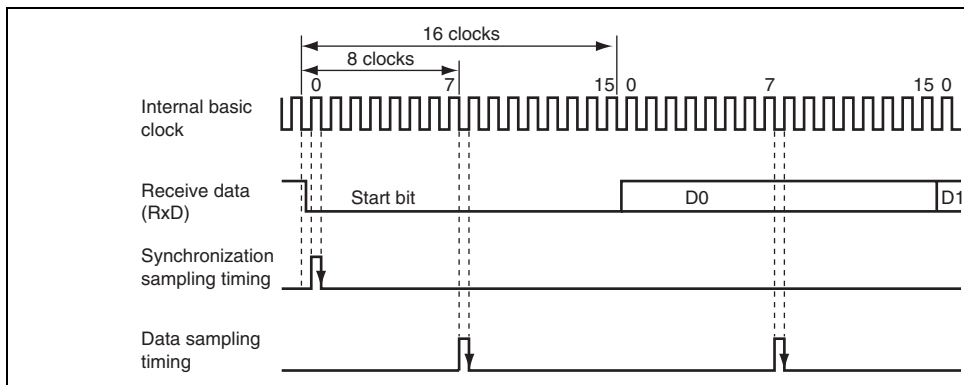 16 clocks
8 clocks
0 7 15 0 7 15 0
Internal basic
clock
Receive data
(RxD)
Start bit D0 D1
Synchronization
sampling timing
Data sampling
timing